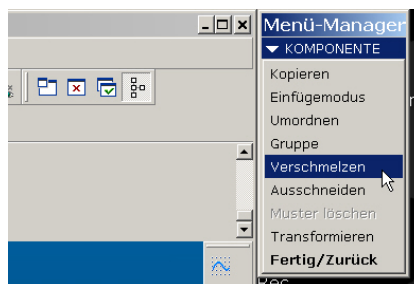 Menü-Manager
KOMPONENTE
Kopieren
Einfügemodus
Umordnen
Gruppe
Verschmelzen
Ausschneiden
Muster löschen
Transformieren
Fertig/Zurück